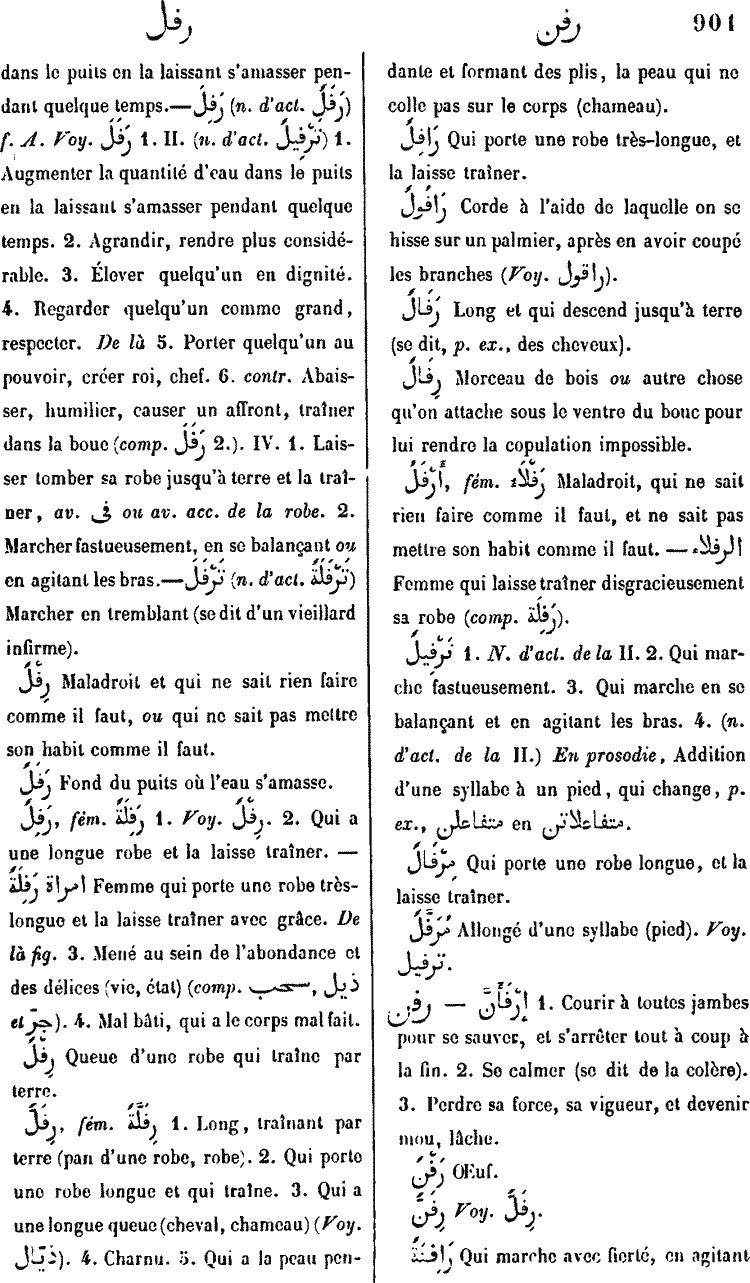 رفل
رفن
901
dans le puits en la laissant s'amasser pen-
dant quelque temps.—رَفَلَ (n. d'act. رَفْلٌ)
f. A. Voy. رَفَلَ 1. II. (n. d'act. تَرْفِيلٌ) 1.
Augmenter la quantité d'eau dans le puits
en la laissant s'amasser pendant quelque
temps. 2. Agrandir, rendre plus considé-
rable. 3. Élever quelqu'un en dignité.
4. Regarder quelqu'un comme grand,
respecter. De là 5. Porter quelqu'un au
pouvoir, créer roi, chef. 6. contr. Abais-
ser, humilier, causer un affront, traîner
dans la boue (comp. رَفَلَ 2.). IV. 1. Lais-
ser tomber sa robe jusqu'à terre et la traî-
ner, av. فى ou av. acc. de la robe. 2.
Marcher fastueusement, en se balançant ou
en agitant les bras.—تَرْفَلَ (n. d'act. تَرْفَلَةٌ)
Marcher en tremblant (se dit d'un vieillard
infirme).
رِفْلٌ Maladroit et qui ne sait rien faire
comme il faut, ou qui ne sait pas mettre
son habit comme il faut.
رَفَلٌ Fond du puits où l'eau s'amasse.
رَفِلٌ, fém. رَفِلَةٌ 1. Voy. رِفْلٌ. 2. Qui a
une longue robe et la laisse traîner. —
امراة رَفِلَةٌ Femme qui porte une robe très-
longue et la laisse traîner avec grâce. De
là fig. 3. Mené au sein de l'abondance et
des délices (vie, état) (comp. سحب, ذيل
et جرّ). 4. Mal bâti, qui a le corps mal fait.
رِفْلٌ Queue d'une robe qui traîne par
terre.
رِفَلٌّ, fém. رِفَلَّةٌ 1. Long, traînant par
terre (pan d'une robe, robe). 2. Qui porte
une robe longue et qui traîne. 3. Qui a
une longue queue (cheval, chameau) (Voy.
ذيّال). 4. Charnu. 5. Qui a la peau pen-
dante et formant des plis, la peau qui ne
colle pas sur le corps (chameau).
رَافِلٌ Qui porte une robe très-longue, et
la laisse traîner.
رَافُولٌ Corde à l'aide de laquelle on se
hisse sur un palmier, après en avoir coupé
les branches (Voy. راقول).
رَفَالٌ Long et qui descend jusqu'à terre
(se dit, p. ex., des cheveux).
رِفَالٌ Morceau de bois ou autre chose
qu'on attache sous le ventre du bouc pour
lui rendre la copulation impossible.
أَرْفَلُ, fém. رَفْلَاءُ Maladroit, qui ne sait
rien faire comme il faut, et ne sait pas
mettre son habit comme il faut. — الرفلاء
Femme qui laisse traîner disgracieusement
sa robe (comp. رَفِلَة).
تَرْفِيلٌ 1. N. d'act. de la II. 2. Qui mar-
che fastueusement. 3. Qui marche en se
balançant et en agitant les bras. 4. (n.
d'act. de la II.) En prosodie, Addition
d'une syllabe à un pied, qui change, p.
ex., متفاعلن en متفاعلاتن.
مِرْفَالٌ Qui porte une robe longue, et la
laisse traîner.
مُرَفَّلٌ Allongé d'une syllabe (pied). Voy.
ترفيل.
رفن — إِرْفَأَنَّ 1. Courir à toutes jambes
pour se sauver, et s'arrêter tout à coup à
la fin. 2. Se calmer (se dit de la colère).
3. Perdre sa force, sa vigueur, et devenir
mou, lâche.
رَفْنٌ Œuf.
رِفَنٌّ Voy. رِفَلٌّ.
رَافِنَةٌ Qui marche avec fierté, en agitant